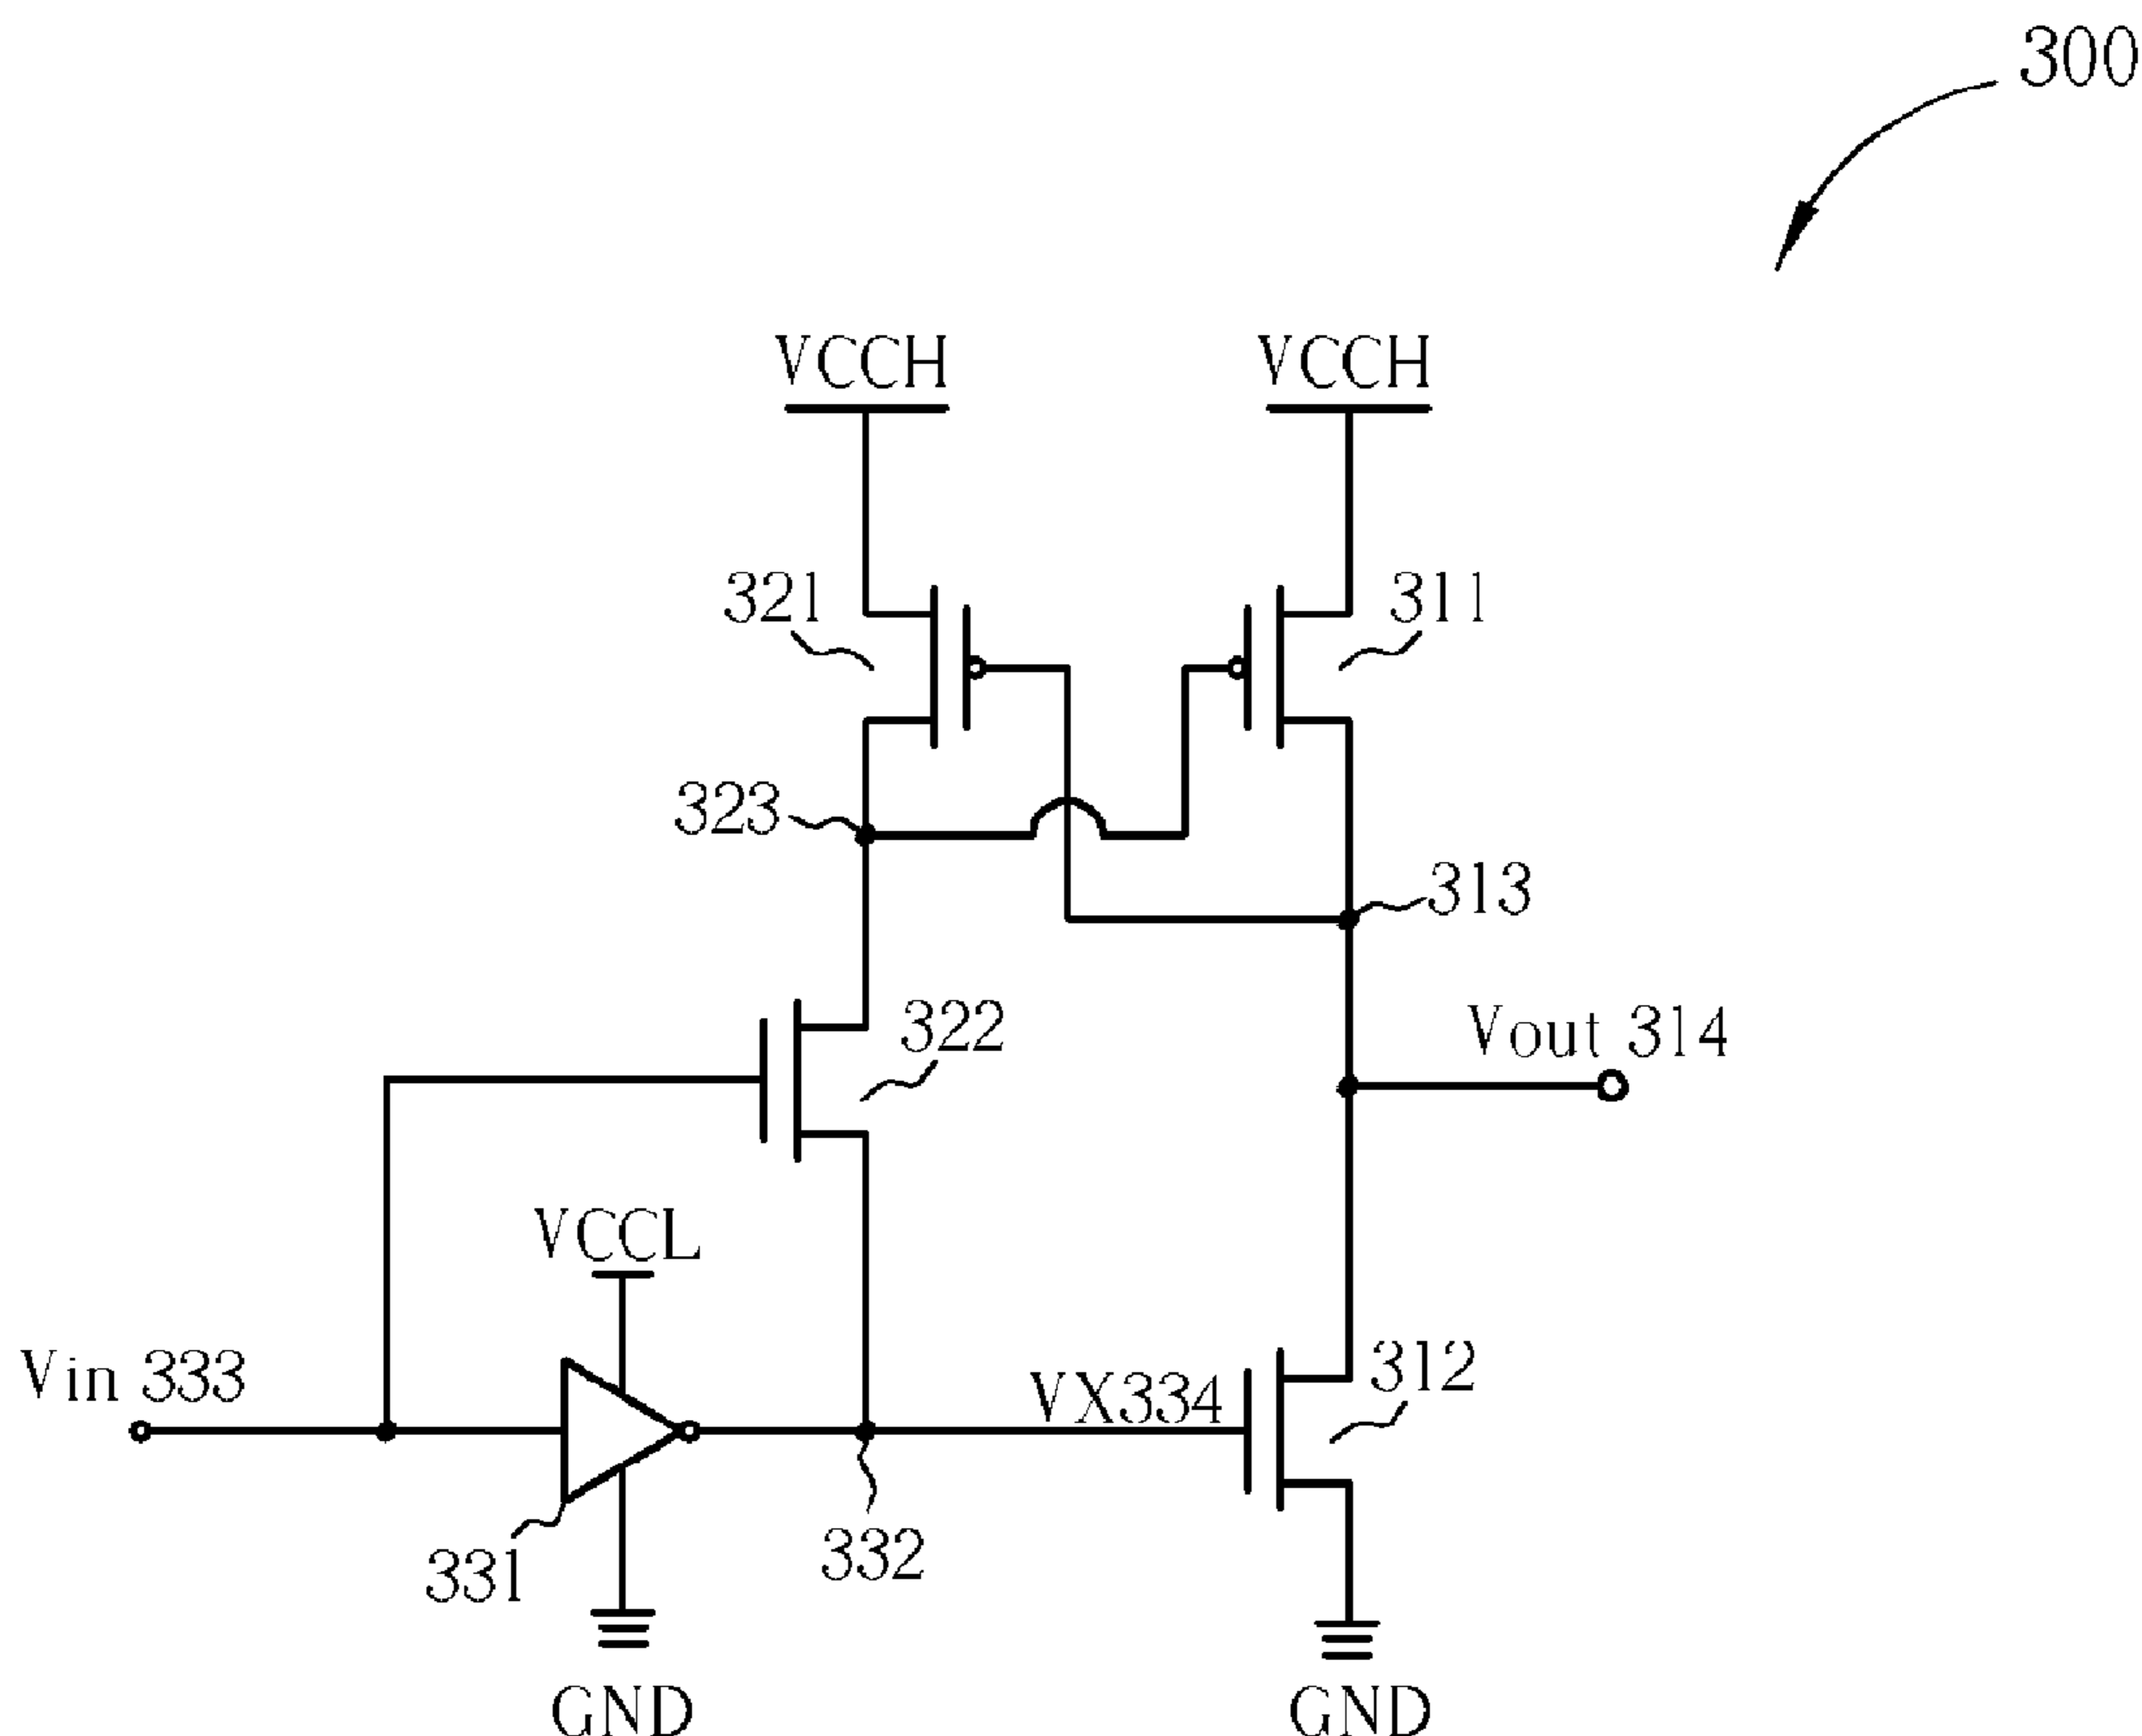 300
VCCH
VCCH
321
311
323
313
322
Vout 314
VCCL
Vin 333
VX334
312
331
332
GND
GND